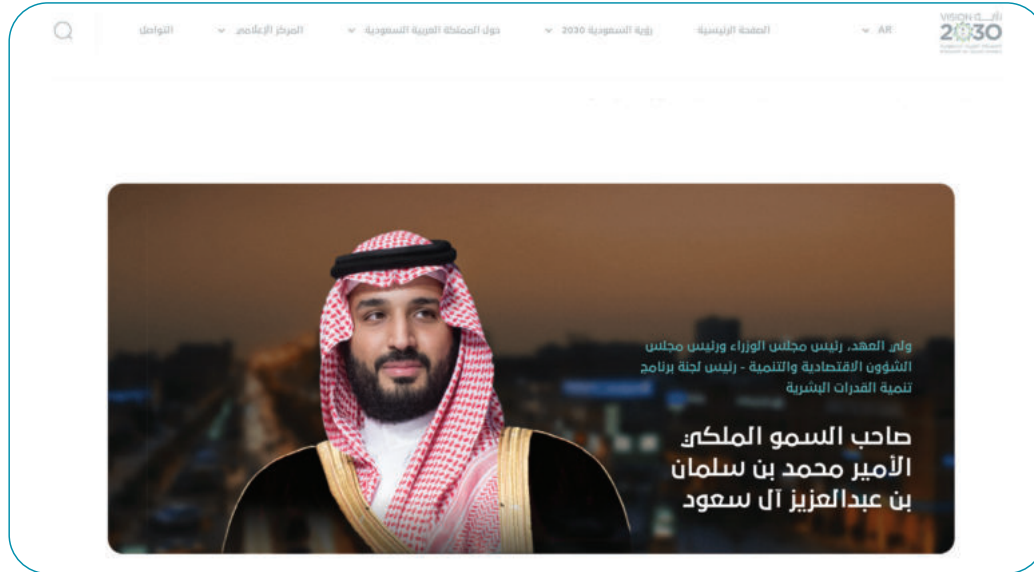 VISION رؤيـــة
2030
AR
الصفحة الرئيسية
رؤية السعودية 2030
حول المملكة العربية السعودية
المركز الإعلامي
التواصل
ولي العهد، رئيس مجلس الوزراء ورئيس مجلس
الشؤون الاقتصادية والتنمية - رئيس لجنة برنامج
تنمية القدرات البشرية
صاحب السمو الملكي
الأمير محمد بن سلمان
بن عبدالعزيز آل سعود